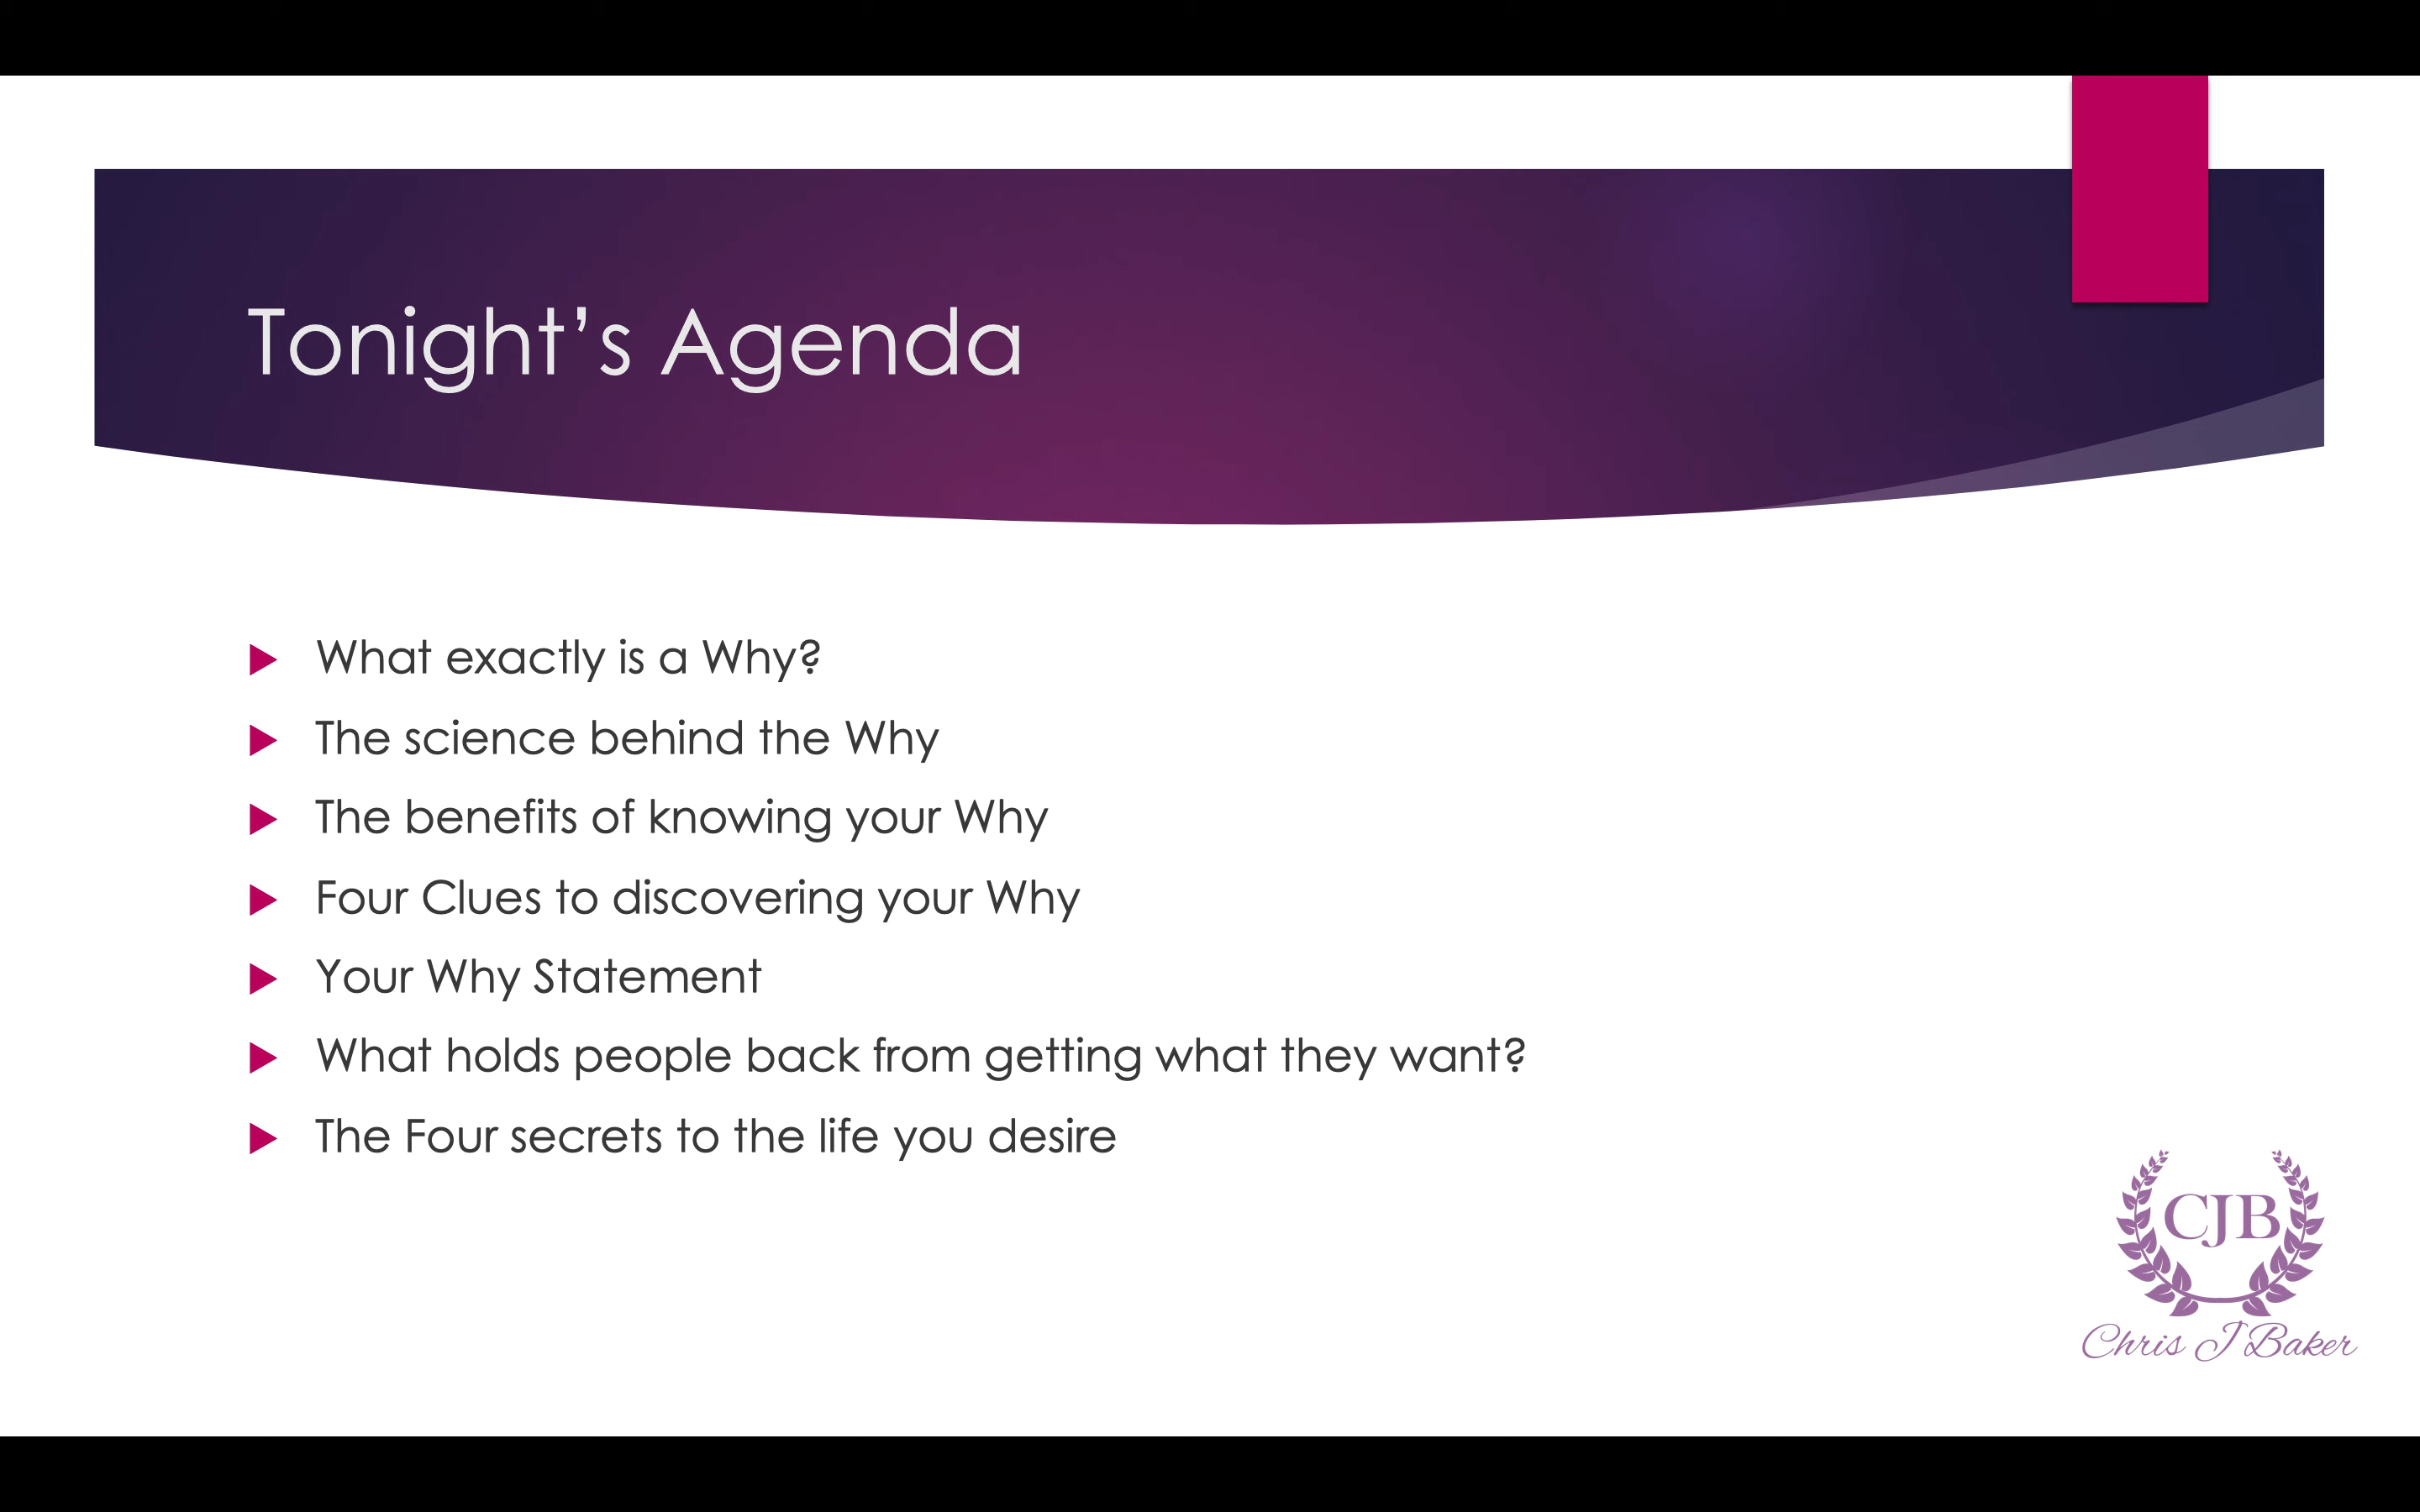 Tonight’s Agenda
What exactly is a Why?
The science behind the Why
The benefits of knowing your Why
Four Clues to discovering your Why
Your Why Statement
What holds people back from getting what they want?
The Four secrets to the life you desire
CJB
Chris J Baker